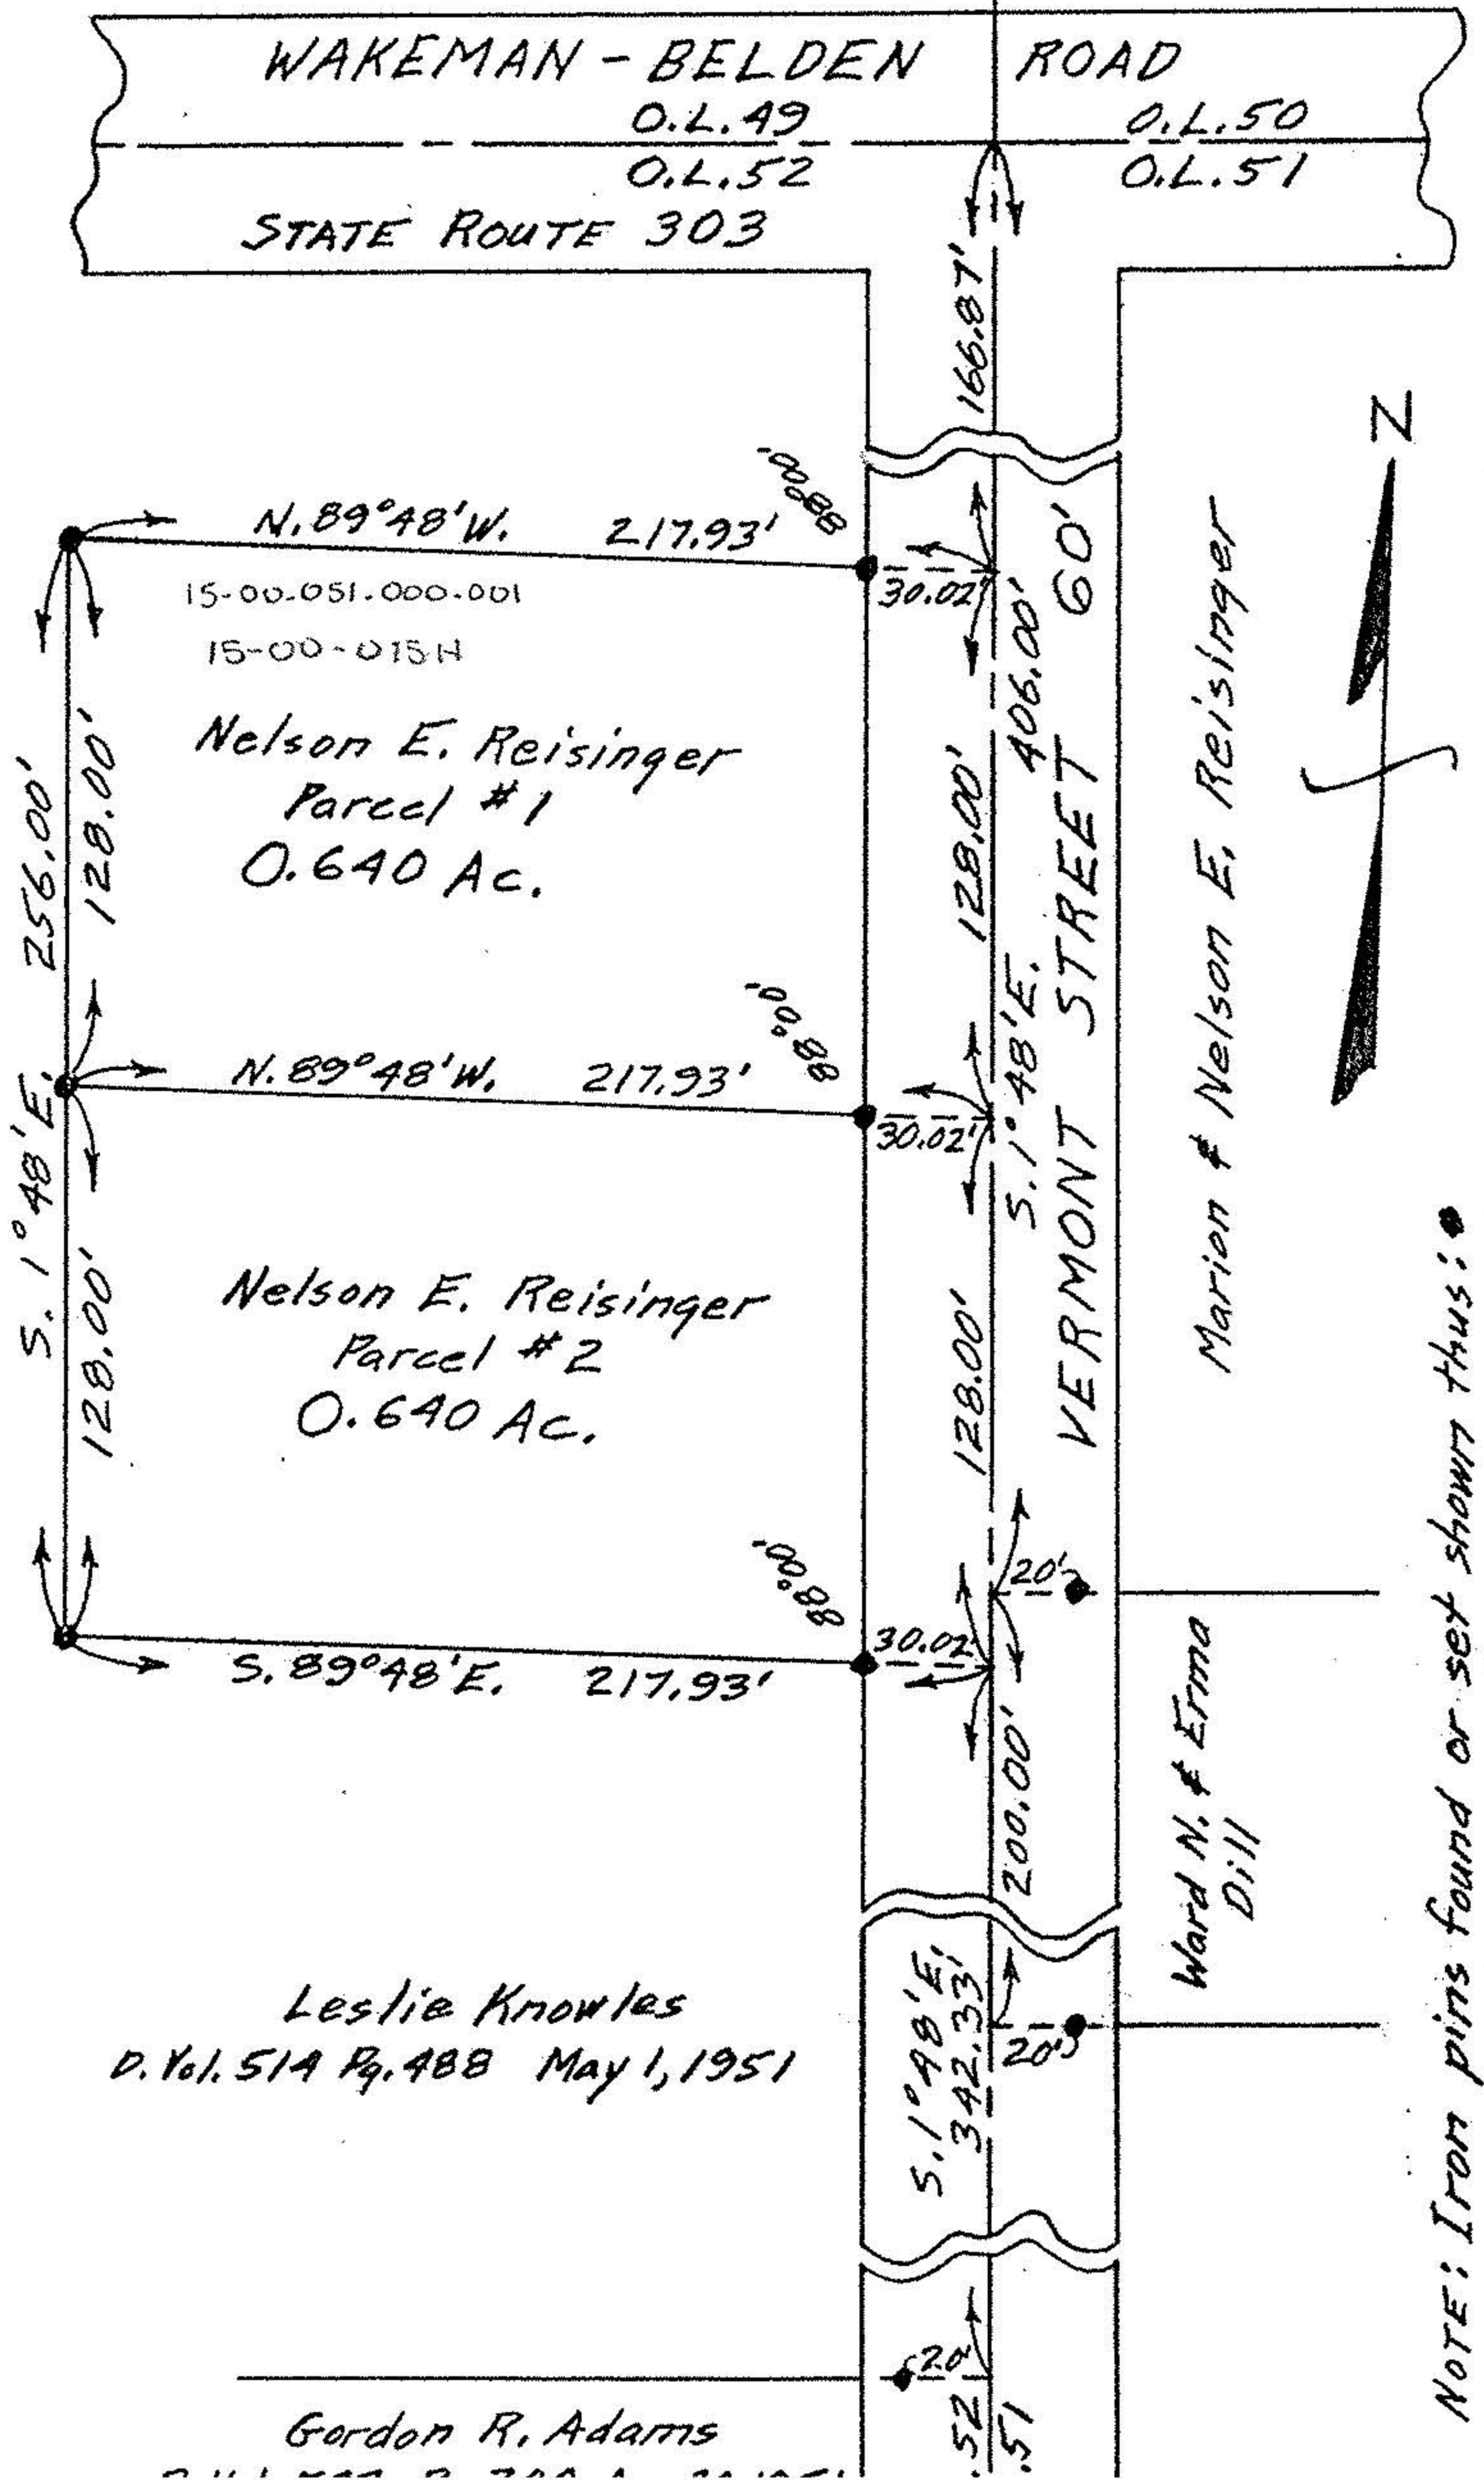 WAKEMAN - BELDEN ROAD
O.L. 49
O.L. 50
O.L. 52
O.L. 51
STATE ROUTE 303
166.87'
88°00'
N. 89°48' W. 217.93'
30.02'
15-00-051.000.001
Nelson E. Reisinger
Parcel #1
0.640 Ac.
S. 1°48' E. 256.00'
128.00'
128.00'
S. 1°48' E. 406.00'
VERMONT STREET 60'
Marion & Nelson E. Reisinger
N
88°00'
N. 89°48' W. 217.93'
30.02'
Nelson E. Reisinger
Parcel #2
0.640 Ac.
128.00'
128.00'
20'
88°00'
30.02'
S. 89°48' E. 217.93'
200.00'
Ward N. & Erma
Dill
Leslie Knowles
D. Vol. 514 Pg. 488 May 1, 1951
S. 1°48' E.
342.33'
20'
20'
Gordon R. Adams
.52
.51
NOTE: Iron pins found or set shown thus: